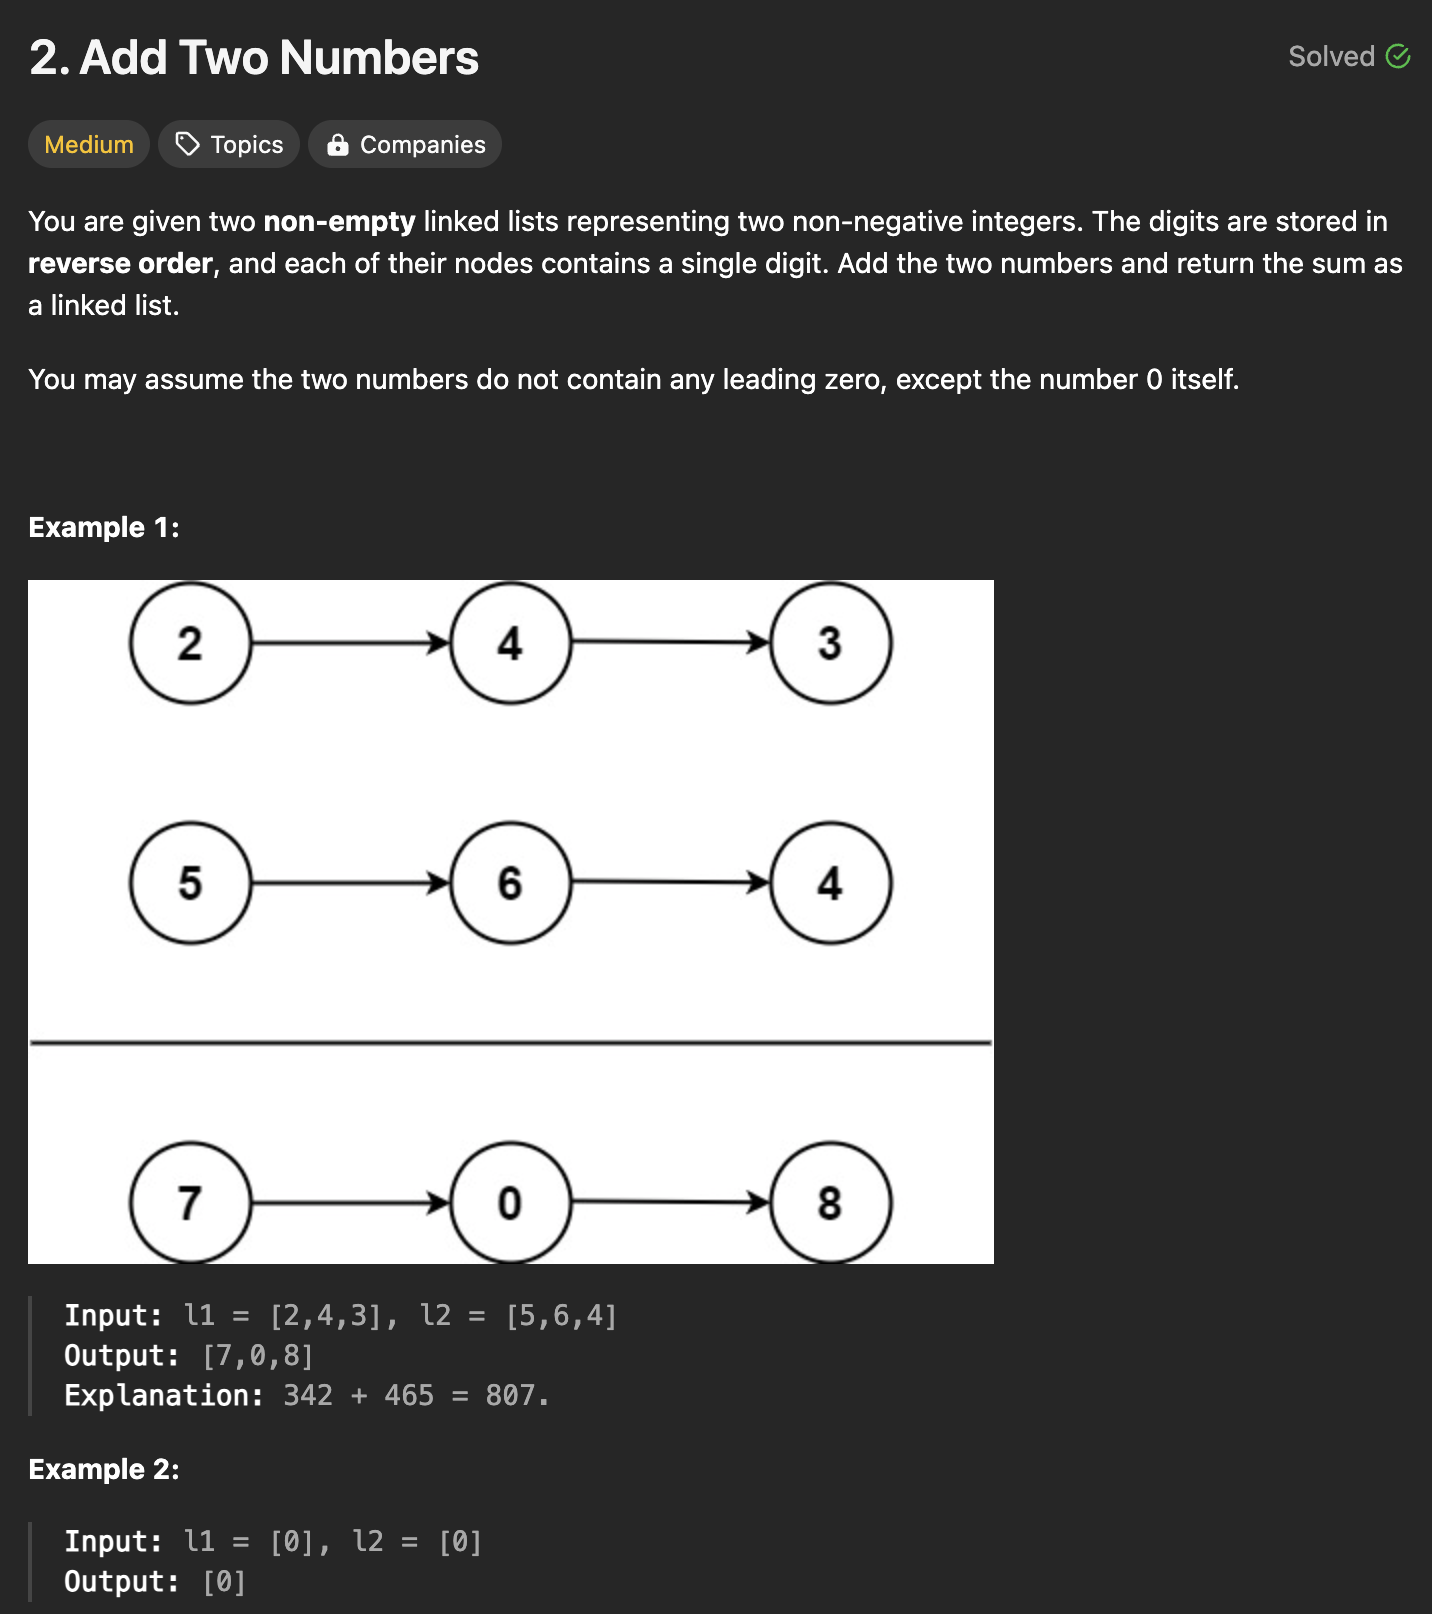 2. Add Two Numbers
Solved
Medium
Topics
Companies
You are given two non-empty linked lists representing two non-negative integers. The digits are stored in
reverse order, and each of their nodes contains a single digit. Add the two numbers and return the sum as
a linked list.
You may assume the two numbers do not contain any leading zero, except the number 0 itself.
Example 1:
2 4 3
5 6 4
7 0 8
Input: l1 = [2,4,3], l2 = [5,6,4]
Output: [7,0,8]
Explanation: 342 + 465 = 807.
Example 2:
Input: l1 = [0], l2 = [0]
Output: [0]